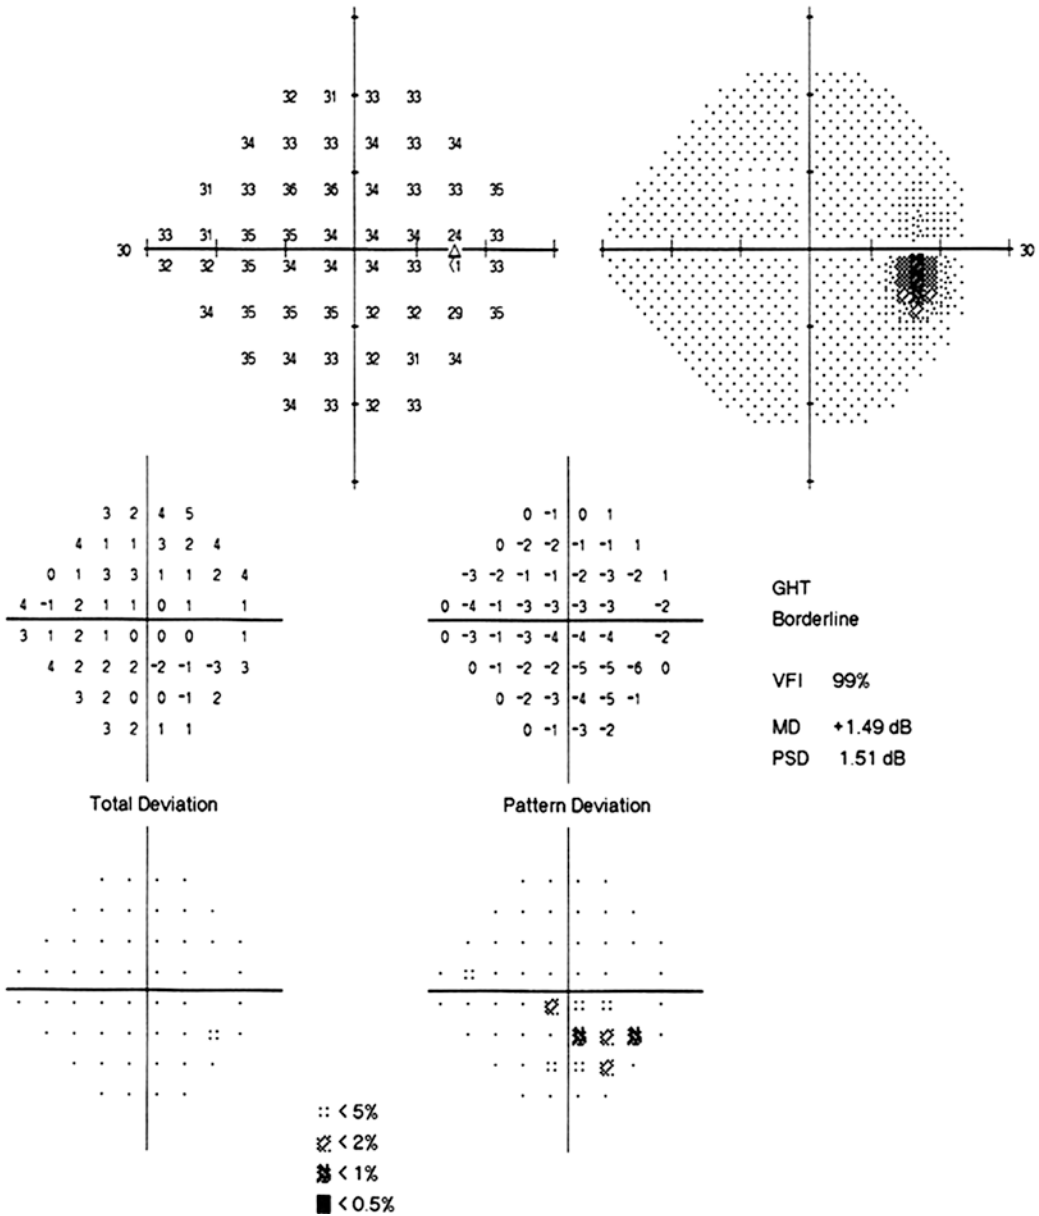 32 31 33 33
34 33 33 34 33 34
31 33 36 36 34 33 33 35
33 31 35 35 34 34 34 24 33
30 30
32 32 35 34 34 34 33 <1 33
34 35 35 35 32 32 29 35
35 34 33 32 31 34
34 33 32 33
3 2 4 5
4 1 1 3 2 4
0 1 3 3 1 1 2 4
4 -1 2 1 1 0 1 1
3 1 2 1 0 0 0 1
4 2 2 2 -2 -1 -3 3
3 2 0 0 -1 2
3 2 1 1
Total Deviation
0 -1 0 1
0 -2 -2 -1 -1 1
-3 -2 -1 -1 -2 -3 -2 1
0 -4 -1 -3 -3 -3 -3 -2
0 -3 -1 -3 -4 -4 -4 -2
0 -1 -2 -2 -5 -5 -6 0
0 -2 -3 -4 -5 -1
0 -1 -3 -2
Pattern Deviation
GHT
Borderline
VFI 99%
MD +1.49 dB
PSD 1.51 dB
< 5%
< 2%
< 1%
< 0.5%